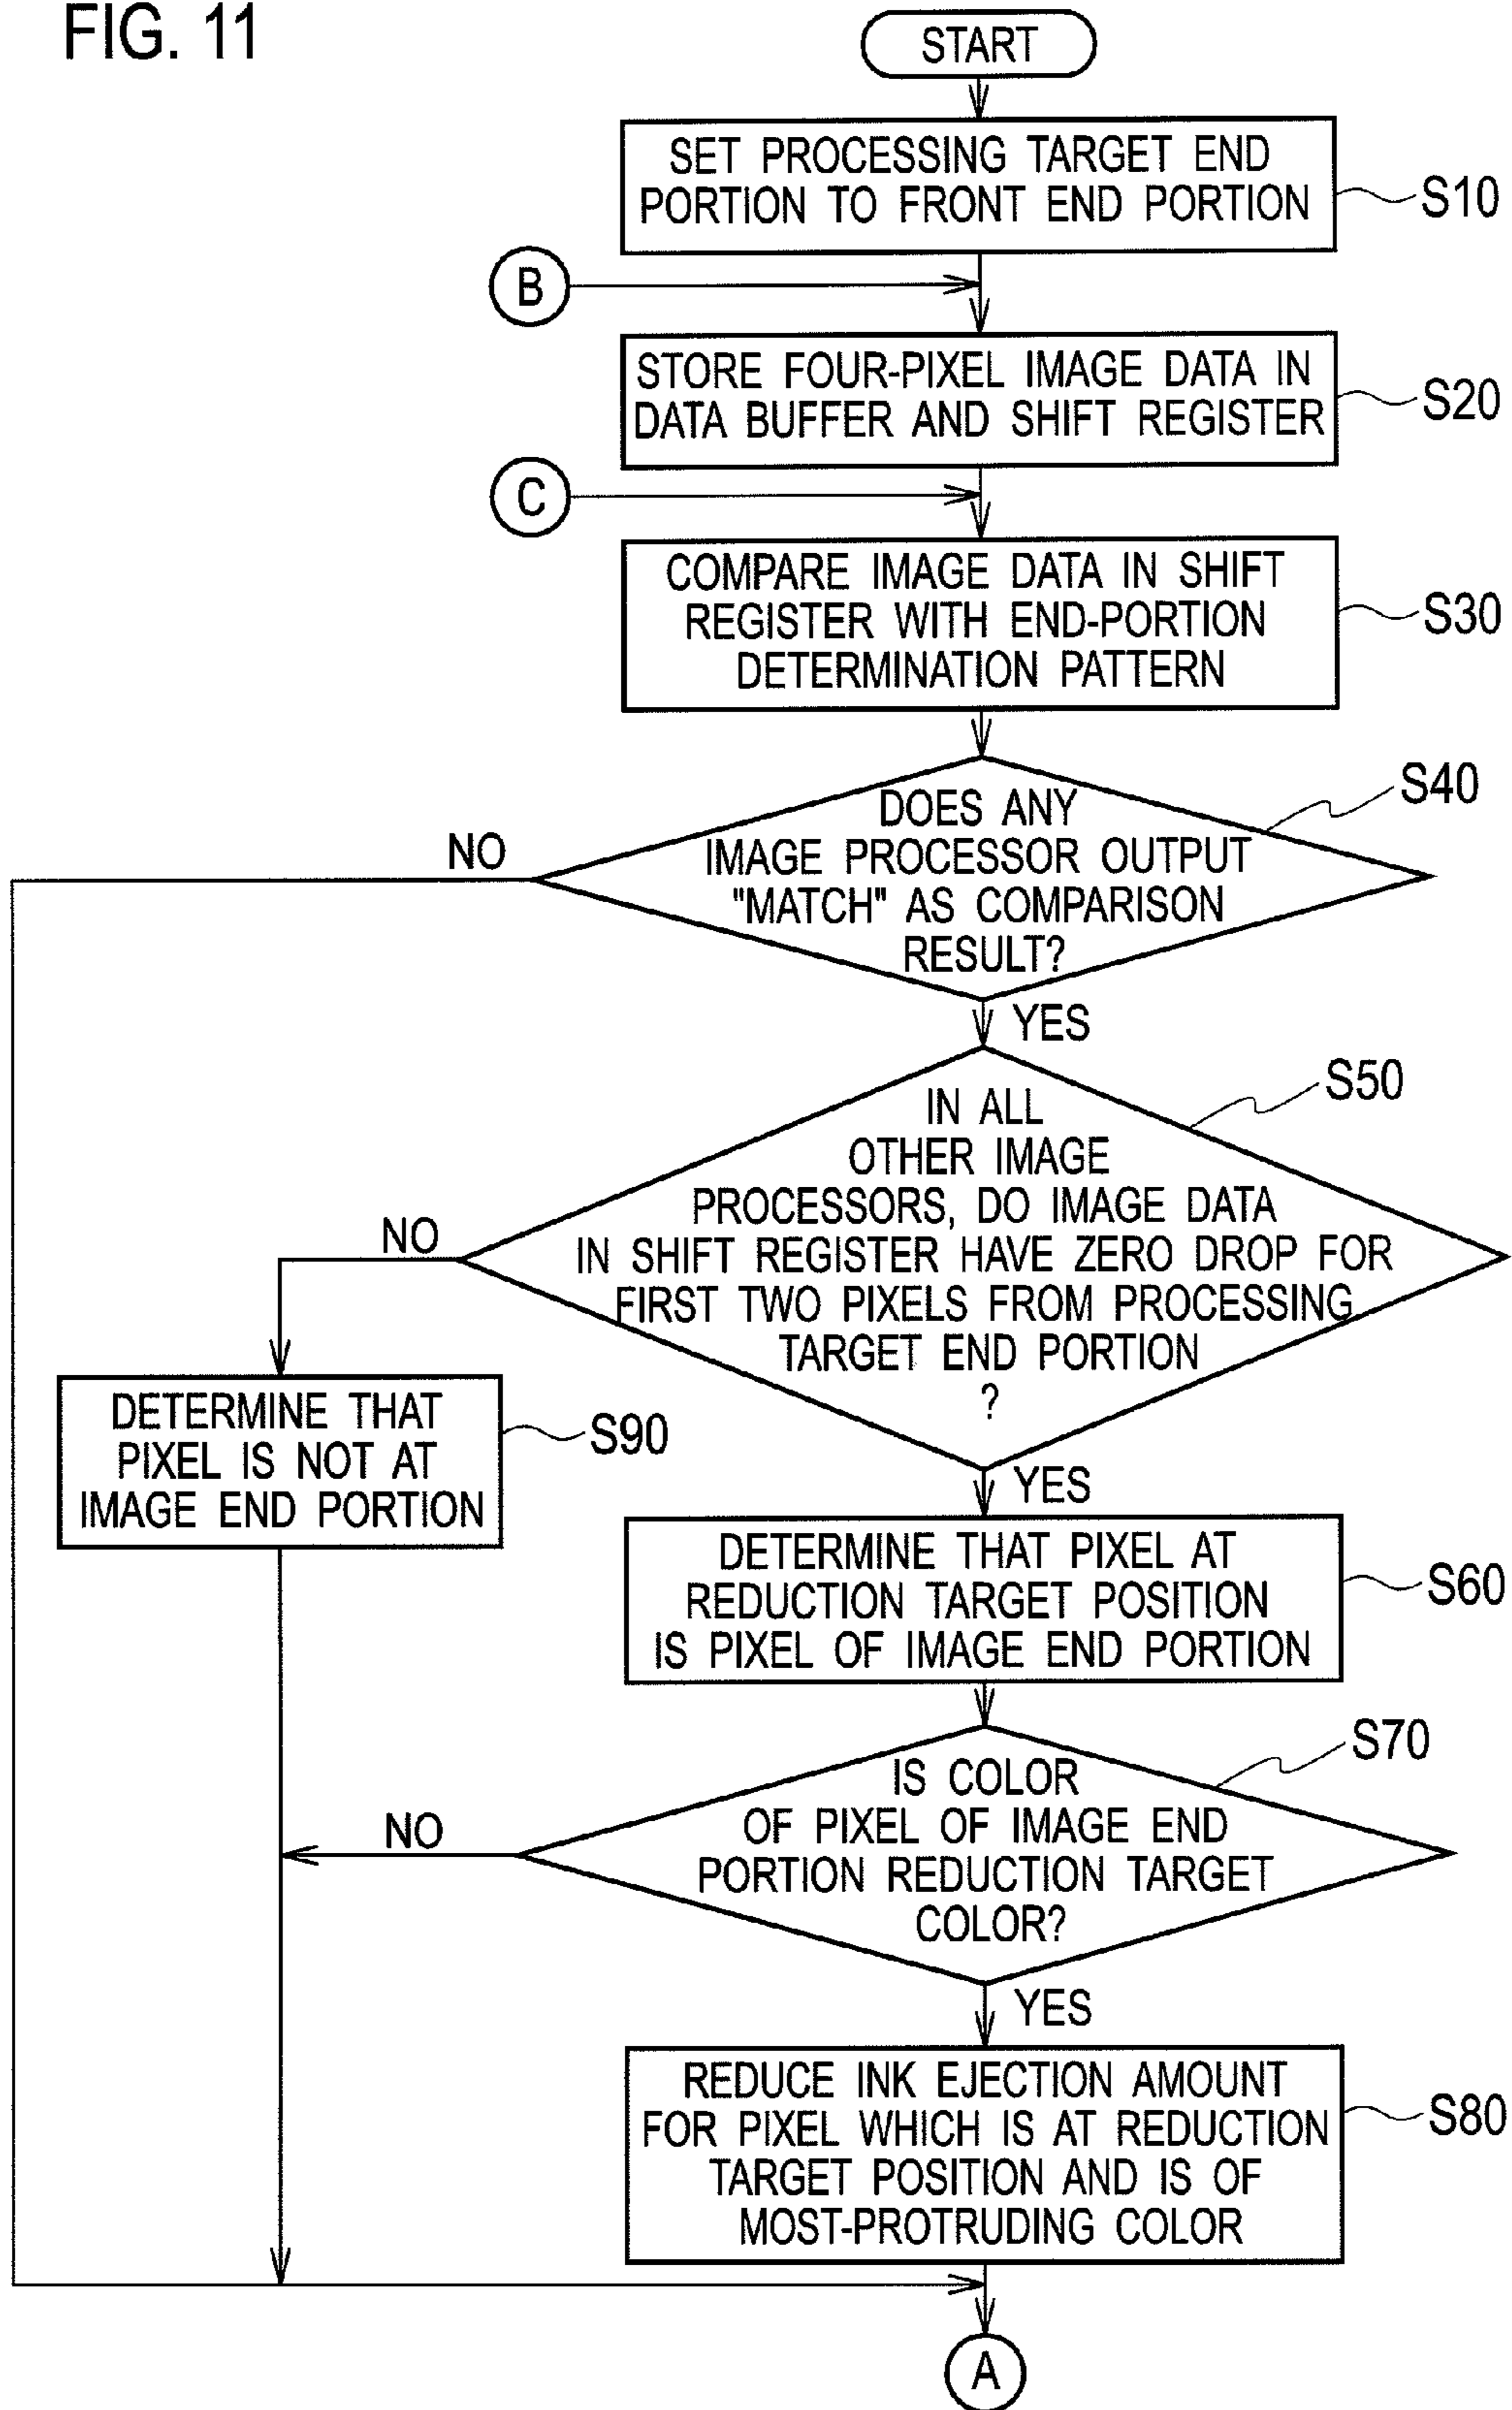 FIG. 11
START
SET PROCESSING TARGET END
PORTION TO FRONT END PORTION
S10
B
STORE FOUR-PIXEL IMAGE DATA IN
DATA BUFFER AND SHIFT REGISTER
S20
C
COMPARE IMAGE DATA IN SHIFT
REGISTER WITH END-PORTION
DETERMINATION PATTERN
S30
S40
DOES ANY
IMAGE PROCESSOR OUTPUT
"MATCH" AS COMPARISON
RESULT?
NO
YES
S50
IN ALL
OTHER IMAGE
PROCESSORS, DO IMAGE DATA
IN SHIFT REGISTER HAVE ZERO DROP FOR
FIRST TWO PIXELS FROM PROCESSING
TARGET END PORTION
?
NO
YES
DETERMINE THAT
PIXEL IS NOT AT
IMAGE END PORTION
S90
DETERMINE THAT PIXEL AT
REDUCTION TARGET POSITION
IS PIXEL OF IMAGE END PORTION
S60
S70
IS COLOR
OF PIXEL OF IMAGE END
PORTION REDUCTION TARGET
COLOR?
NO
YES
REDUCE INK EJECTION AMOUNT
FOR PIXEL WHICH IS AT REDUCTION
TARGET POSITION AND IS OF
MOST-PROTRUDING COLOR
S80
A